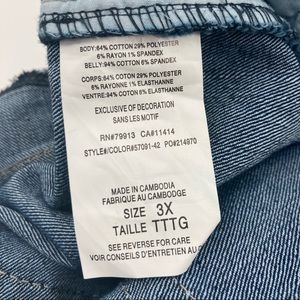 BODY:64% COTTON 29% POLYESTER
6% RAYON 1% SPANDEX
BELLY:94% COTTON 6% SPANDEX
CORPS:64% COTON 29% POLYESTER
6% RAYONNE 1% ELASTHANNE
VENTRE:94% COTON 6% ELASTHANNE
EXCLUSIVE OF DECORATION
SANS LES MOTIF
RN#79913 CA#11414
STYLE#/COLOR#57091-42 PO#214970
MADE IN CAMBODIA
FABRIQUE AU CAMBODGE
SIZE 3X
TAILLE TTTG
SEE REVERSE FOR CARE
VOIR CONSEILS D'ENTRETIEN AU